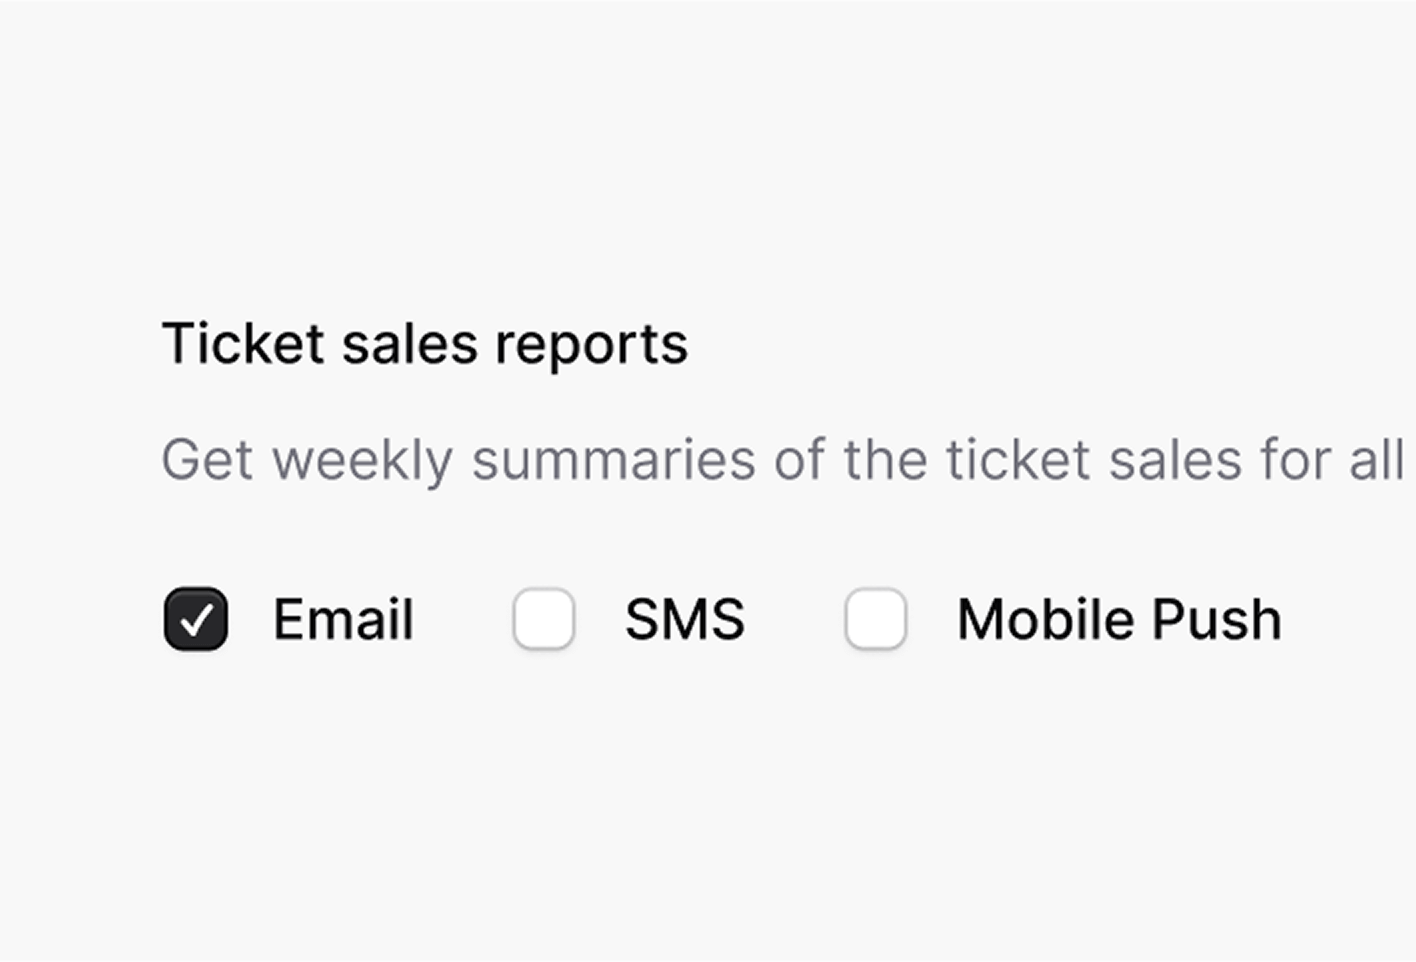 Ticket sales reports
Get weekly summaries of the ticket sales for all
Email SMS Mobile Push